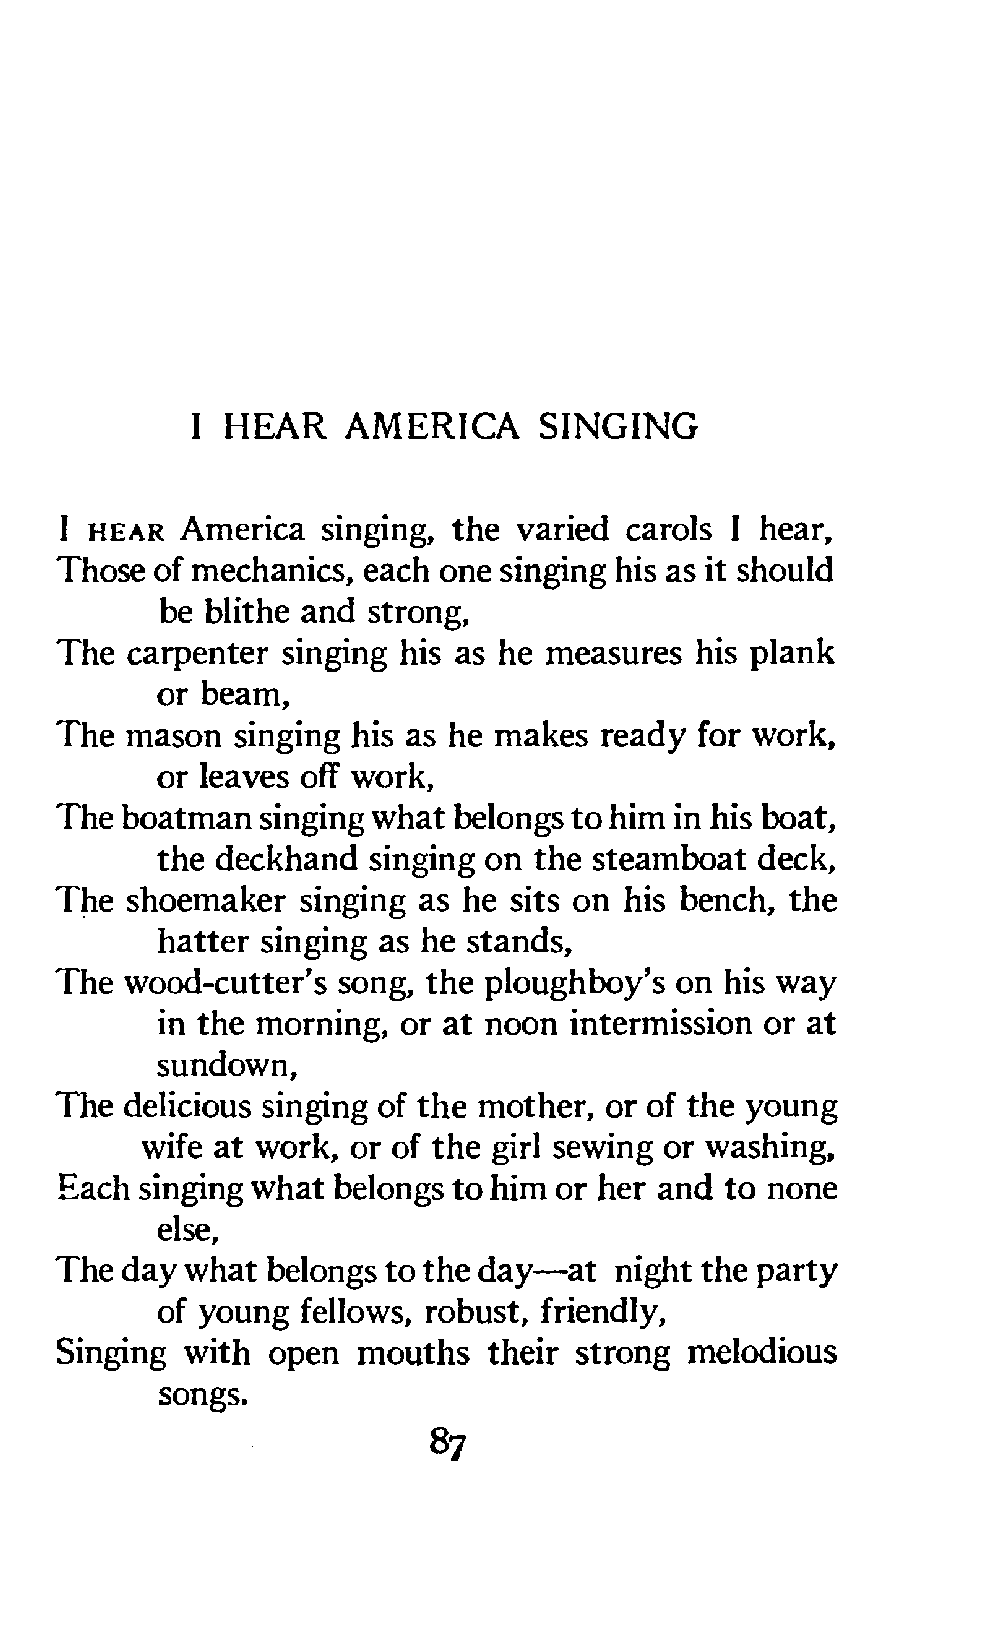 I HEAR AMERICA SINGING
I HEAR America singing, the varied carols I hear,
Those of mechanics, each one singing his as it should
be blithe and strong,
The carpenter singing his as he measures his plank
or beam,
The mason singing his as he makes ready for work,
or leaves off work,
The boatman singing what belongs to him in his boat,
the deckhand singing on the steamboat deck,
The shoemaker singing as he sits on his bench, the
hatter singing as he stands,
The wood-cutter's song, the ploughboy's on his way
in the morning, or at noon intermission or at
sundown,
The delicious singing of the mother, or of the young
wife at work, or of the girl sewing or washing,
Each singing what belongs to him or her and to none
else,
The day what belongs to the day—at night the party
of young fellows, robust, friendly,
Singing with open mouths their strong melodious
songs.
87